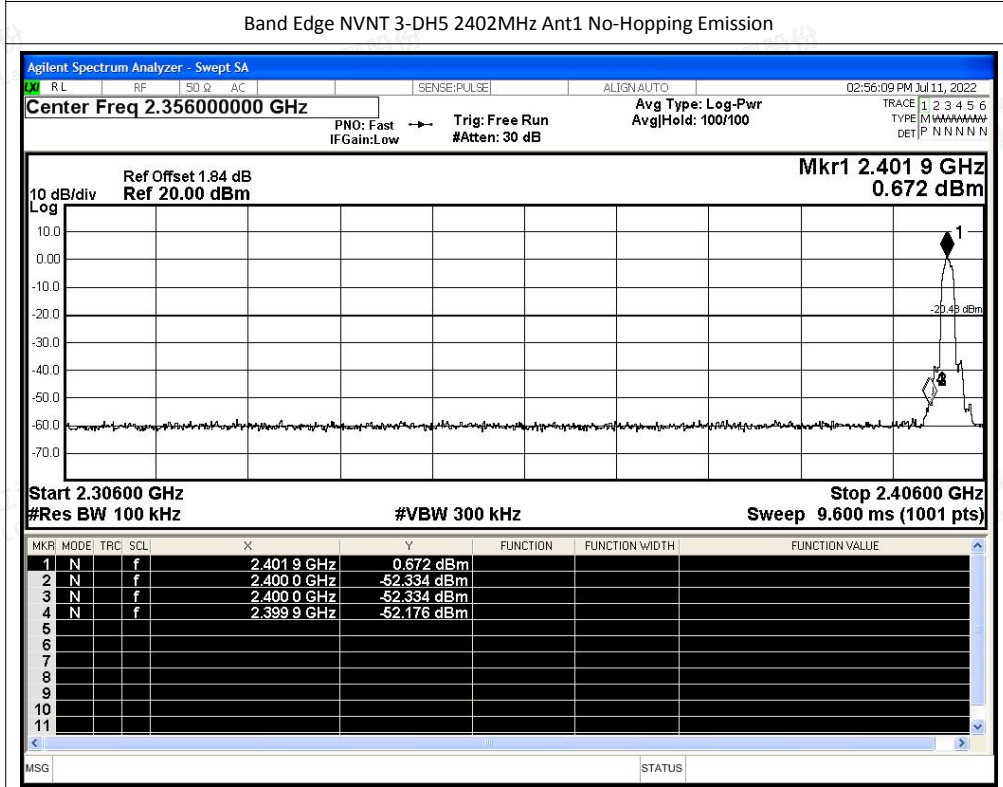 Band Edge NVNT 3-DH5 2402MHz Ant1 No-Hopping Emission
Agilent Spectrum Analyzer - Swept SA
LXI RL RF 50 Ω AC SENSE:PULSE ALIGN AUTO 02:56:09 PM Jul 11, 2022
Center Freq 2.356000000 GHz
PNO: Fast Trig: Free Run
IFGain:Low #Atten: 30 dB
Avg Type: Log-Pwr
Avg|Hold: 100/100
TRACE 1 2 3 4 5 6
TYPE M WWWWW
DET P N N N N N
Mkr1 2.401 9 GHz
0.672 dBm
Ref Offset 1.84 dB
10 dB/div Ref 20.00 dBm
Log
10.0
0.00
-10.0
-20.0
-30.0
-40.0
-50.0
-60.0
-70.0
1
-20.43 dBm
Start 2.30600 GHz Stop 2.40600 GHz
#Res BW 100 kHz #VBW 300 kHz Sweep 9.600 ms (1001 pts)
MKR MODE TRC SCL X Y FUNCTION FUNCTION WIDTH FUNCTION VALUE
1 N f 2.401 9 GHz 0.672 dBm
2 N f 2.400 0 GHz -52.334 dBm
3 N f 2.400 0 GHz -52.334 dBm
4 N f 2.399 9 GHz -52.176 dBm
5
6
7
8
9
10
11
MSG STATUS